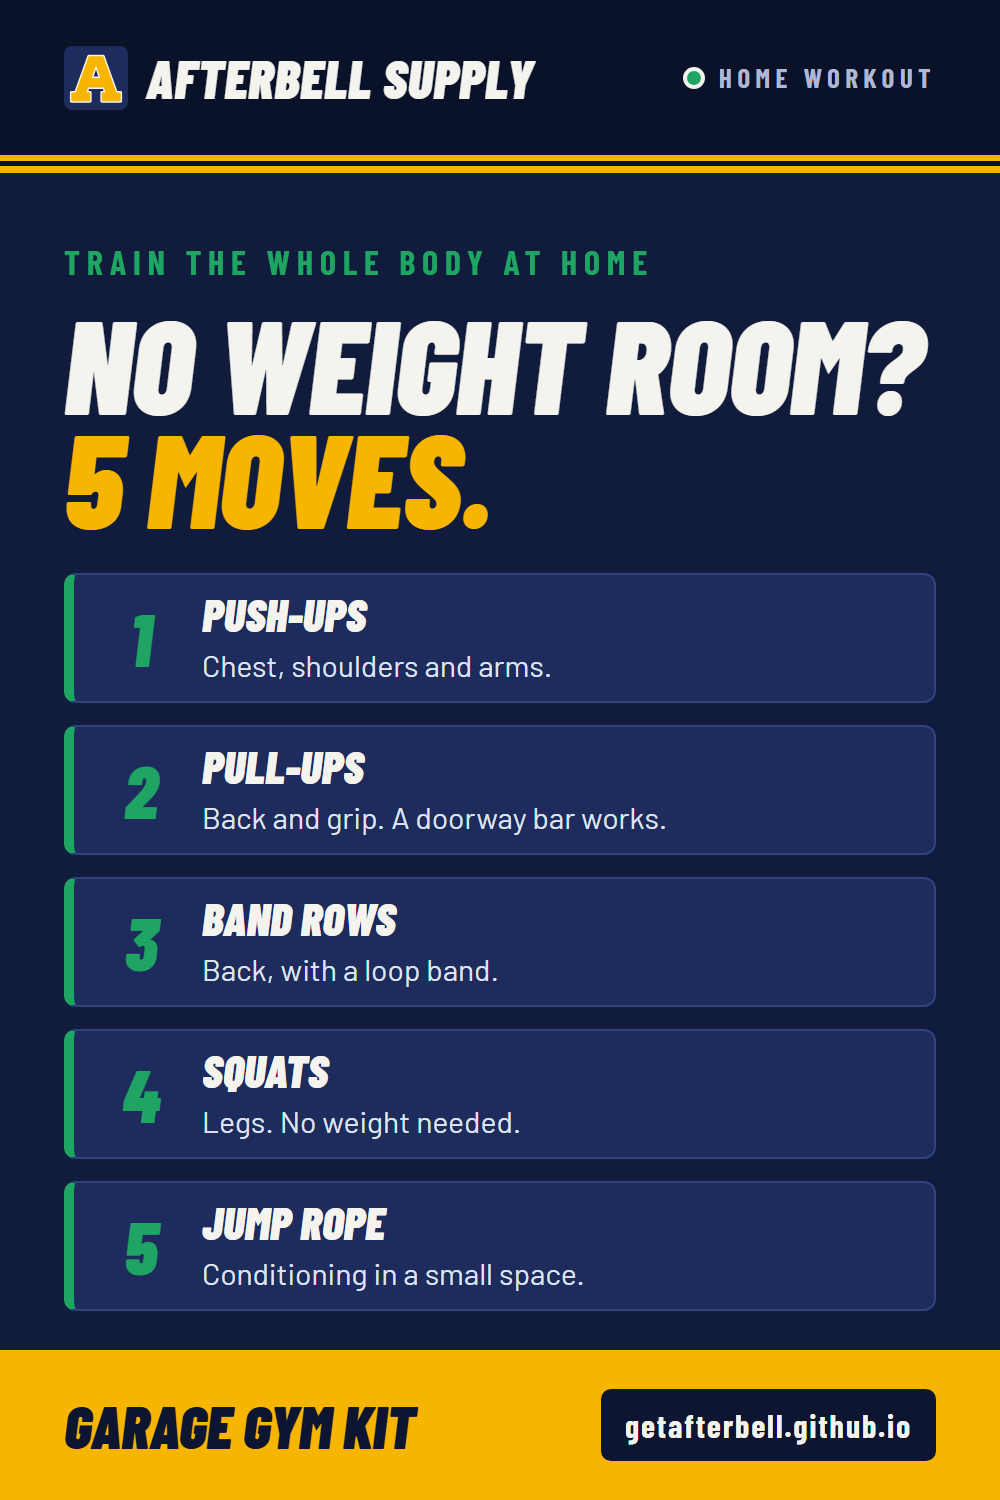 A AFTERBELL SUPPLY
HOME WORKOUT
TRAIN THE WHOLE BODY AT HOME
NO WEIGHT ROOM?
5 MOVES.
1
PUSH-UPS
Chest, shoulders and arms.
2
PULL-UPS
Back and grip. A doorway bar works.
3
BAND ROWS
Back, with a loop band.
4
SQUATS
Legs. No weight needed.
5
JUMP ROPE
Conditioning in a small space.
GARAGE GYM KIT
getafterbell.github.io